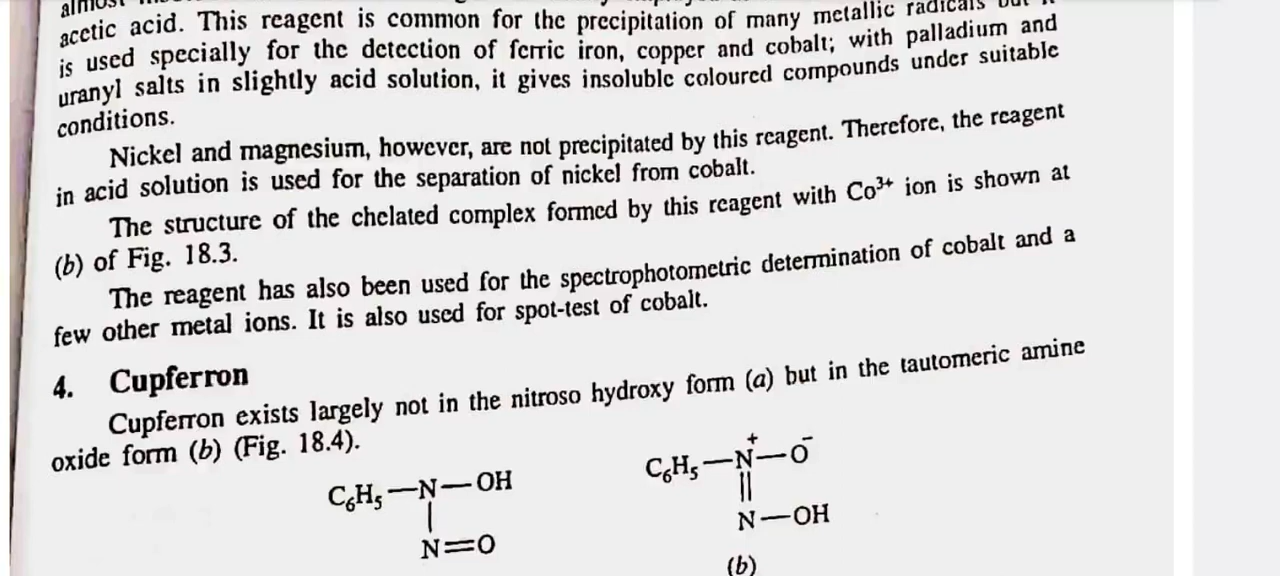 acetic acid. This reagent is common for the precipitation of many metallic radicals but it
is used specially for the detection of ferric iron, copper and cobalt; with palladium and
uranyl salts in slightly acid solution, it gives insoluble coloured compounds under suitable
conditions.
Nickel and magnesium, however, are not precipitated by this reagent. Therefore, the reagent
in acid solution is used for the separation of nickel from cobalt.
The structure of the chelated complex formed by this reagent with Co³⁺ ion is shown at
(b) of Fig. 18.3.
The reagent has also been used for the spectrophotometric determination of cobalt and a
few other metal ions. It is also used for spot-test of cobalt.
4. Cupferron
Cupferron exists largely not in the nitroso hydroxy form (a) but in the tautomeric amine
oxide form (b) (Fig. 18.4).
C₆H₅—N—OH
N=O
C₆H₅—N⁺—O⁻
N—OH
(b)